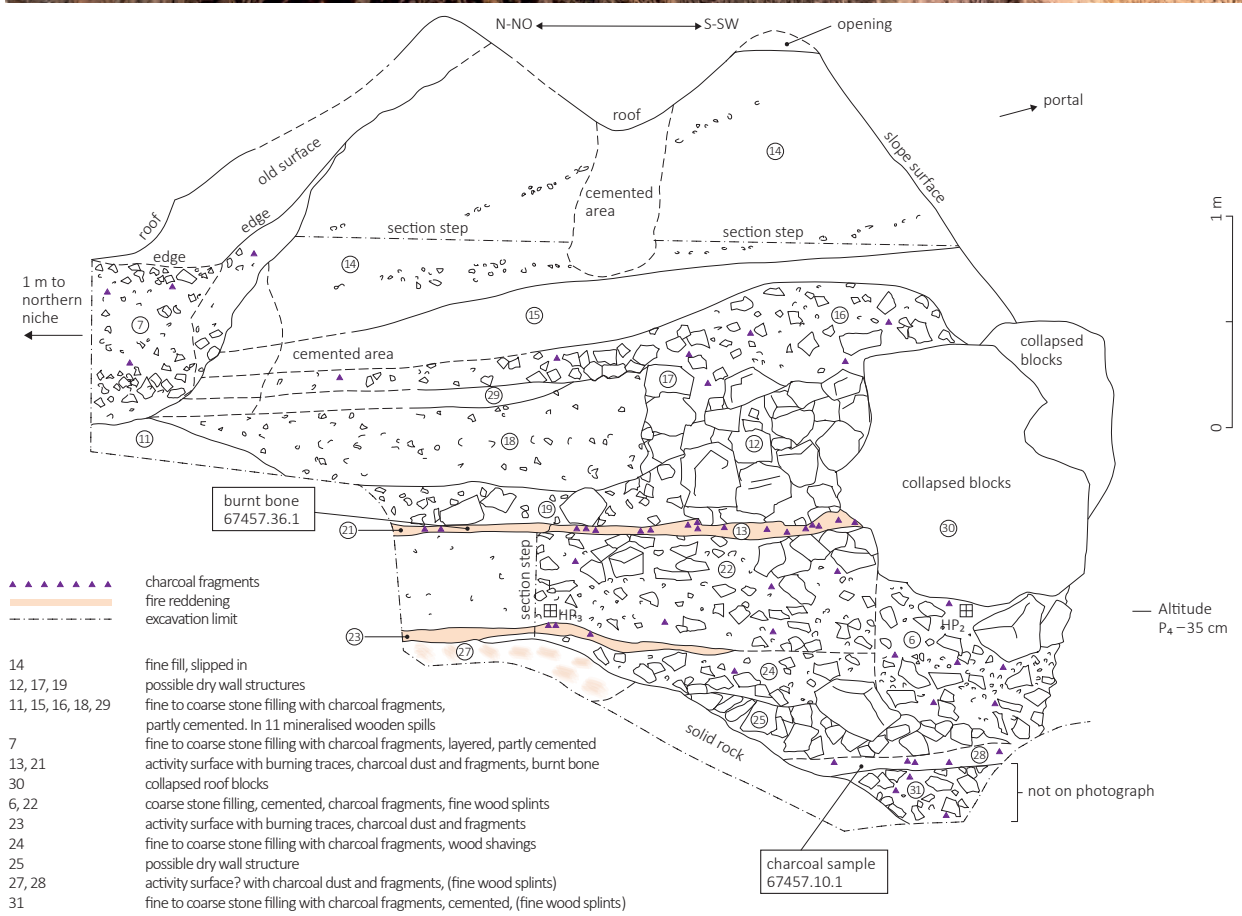 N-NO
S-SW
opening
portal
roof
old surface
roof
slope surface
14
cemented
area
edge
section step
section step
edge
14
1 m to
northern
niche
7
15
16
collapsed
blocks
cemented area
17
29
11
18
12
collapsed blocks
burnt bone
67457.36.1
19
21
13
30
22
section step
HP₃
HP₂
6
Altitude
P₄ – 35 cm
23
27
24
25
solid rock
28
31
not on photograph
charcoal sample
67457.10.1
1 m
0
charcoal fragments
fire reddening
excavation limit
14 fine fill, slipped in
12, 17, 19 possible dry wall structures
11, 15, 16, 18, 29 fine to coarse stone filling with charcoal fragments,
partly cemented. In 11 mineralised wooden spills
7 fine to coarse stone filling with charcoal fragments, layered, partly cemented
13, 21 activity surface with burning traces, charcoal dust and fragments, burnt bone
30 collapsed roof blocks
6, 22 coarse stone filling, cemented, charcoal fragments, fine wood splints
23 activity surface with burning traces, charcoal dust and fragments
24 fine to coarse stone filling with charcoal fragments, wood shavings
25 possible dry wall structure
27, 28 activity surface? with charcoal dust and fragments, (fine wood splints)
31 fine to coarse stone filling with charcoal fragments, cemented, (fine wood splints)